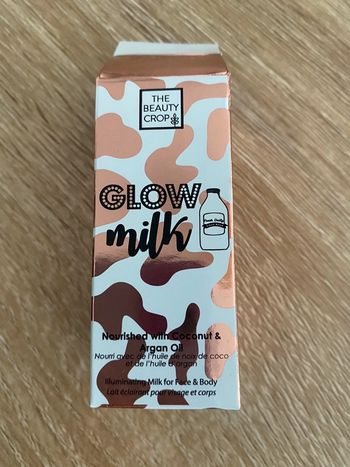 THE
BEAUTY
CROP
GLOW
milk
Nourished with Coconut &
Argan Oil
Nourri avec de l'huile de noix de coco
et de l'huile d'argan
Illuminating Milk for Face & Body
Lait éclairant pour visage et corps